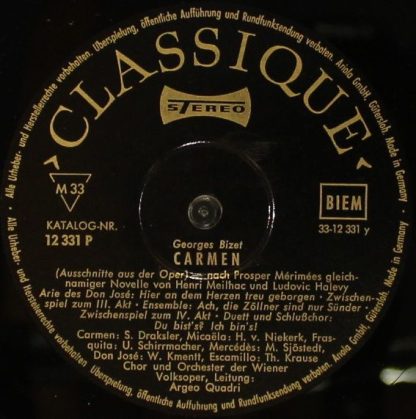 Alle Urheber- und Herstellerrechte vorbehalten. Überspielung, öffentliche Aufführung und Rundfunksendung verboten. Ariola GmbH, Gütersloh. Made in Germany ·
CLASSIQUE
STEREO
M 33
BIEM
KATALOG-NR.
12 331 P
33-12 331 y
Georges Bizet
CARMEN
(Ausschnitte aus der Oper) – nach Prosper Mérimées gleich-
namiger Novelle von Henri Meilhac und Ludovic Halevy
Arie des Don José: Hier an dem Herzen treu geborgen · Zwischen-
spiel zum III. Akt · Ensemble: Ach, die Zöllner sind nur Sünder ·
Zwischenspiel zum IV. Akt · Duett und Schlußchor:
Du bist's? Ich bin's!
Carmen: S. Draksler, Micaëla: H. v. Niekerk, Fras-
quita: U. Schirrmacher, Mercédès: M. Sjöstedt,
Don José: W. Kmentt, Escamillo: Th. Krause
Chor und Orchester der Wiener
Volksoper, Leitung:
Argeo Quadri
Alle Urheber- und Herstellerrechte vorbehalten. Überspielung, öffentliche Aufführung und Rundfunksendung verboten. Ariola GmbH, Gütersloh. Made in Germany ·